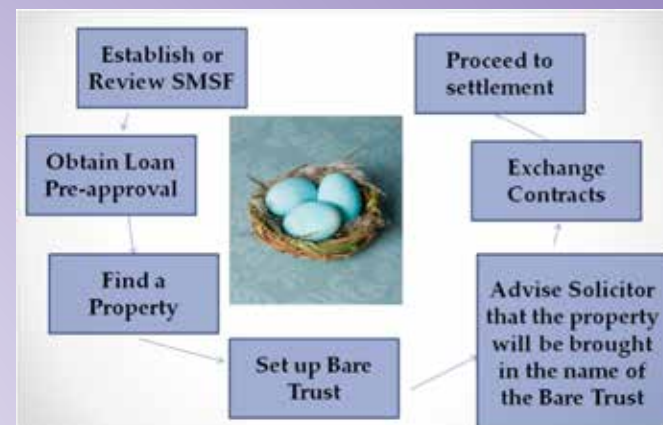 Establish or
Review SMSF
Obtain Loan
Pre-approval
Find a
Property
Set up Bare
Trust
Advise Solicitor
that the property
will be brought
in the name of
the Bare Trust
Exchange
Contracts
Proceed to
settlement